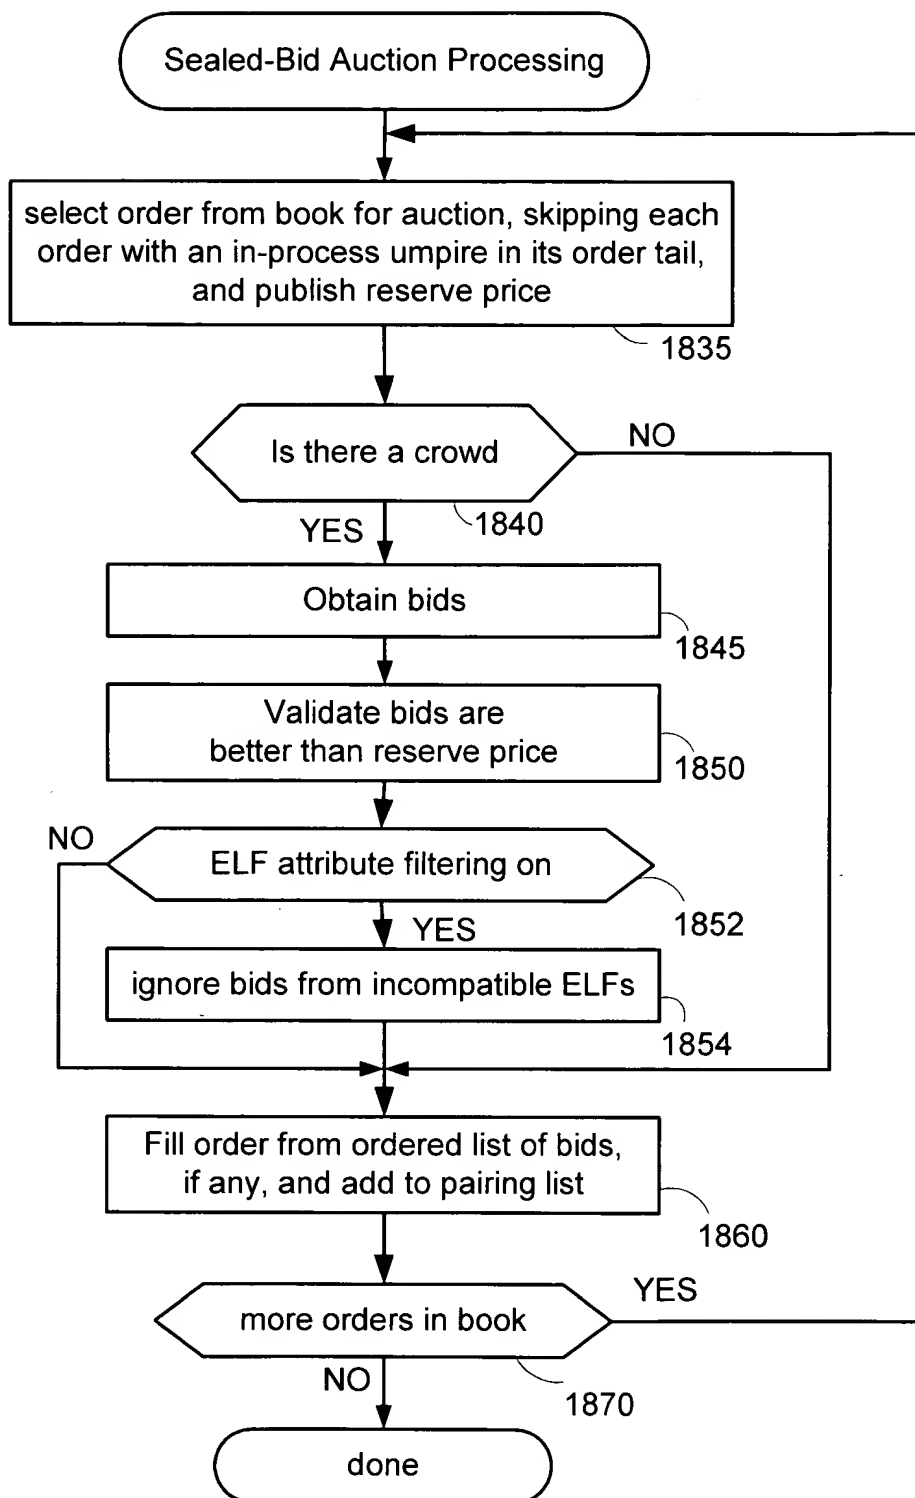 Sealed-Bid Auction Processing
select order from book for auction, skipping each
order with an in-process umpire in its order tail,
and publish reserve price
1835
Is there a crowd
NO
1840
YES
Obtain bids
1845
Validate bids are
better than reserve price
1850
NO
ELF attribute filtering on
1852
YES
ignore bids from incompatible ELFs
1854
Fill order from ordered list of bids,
if any, and add to pairing list
1860
YES
more orders in book
NO
1870
done